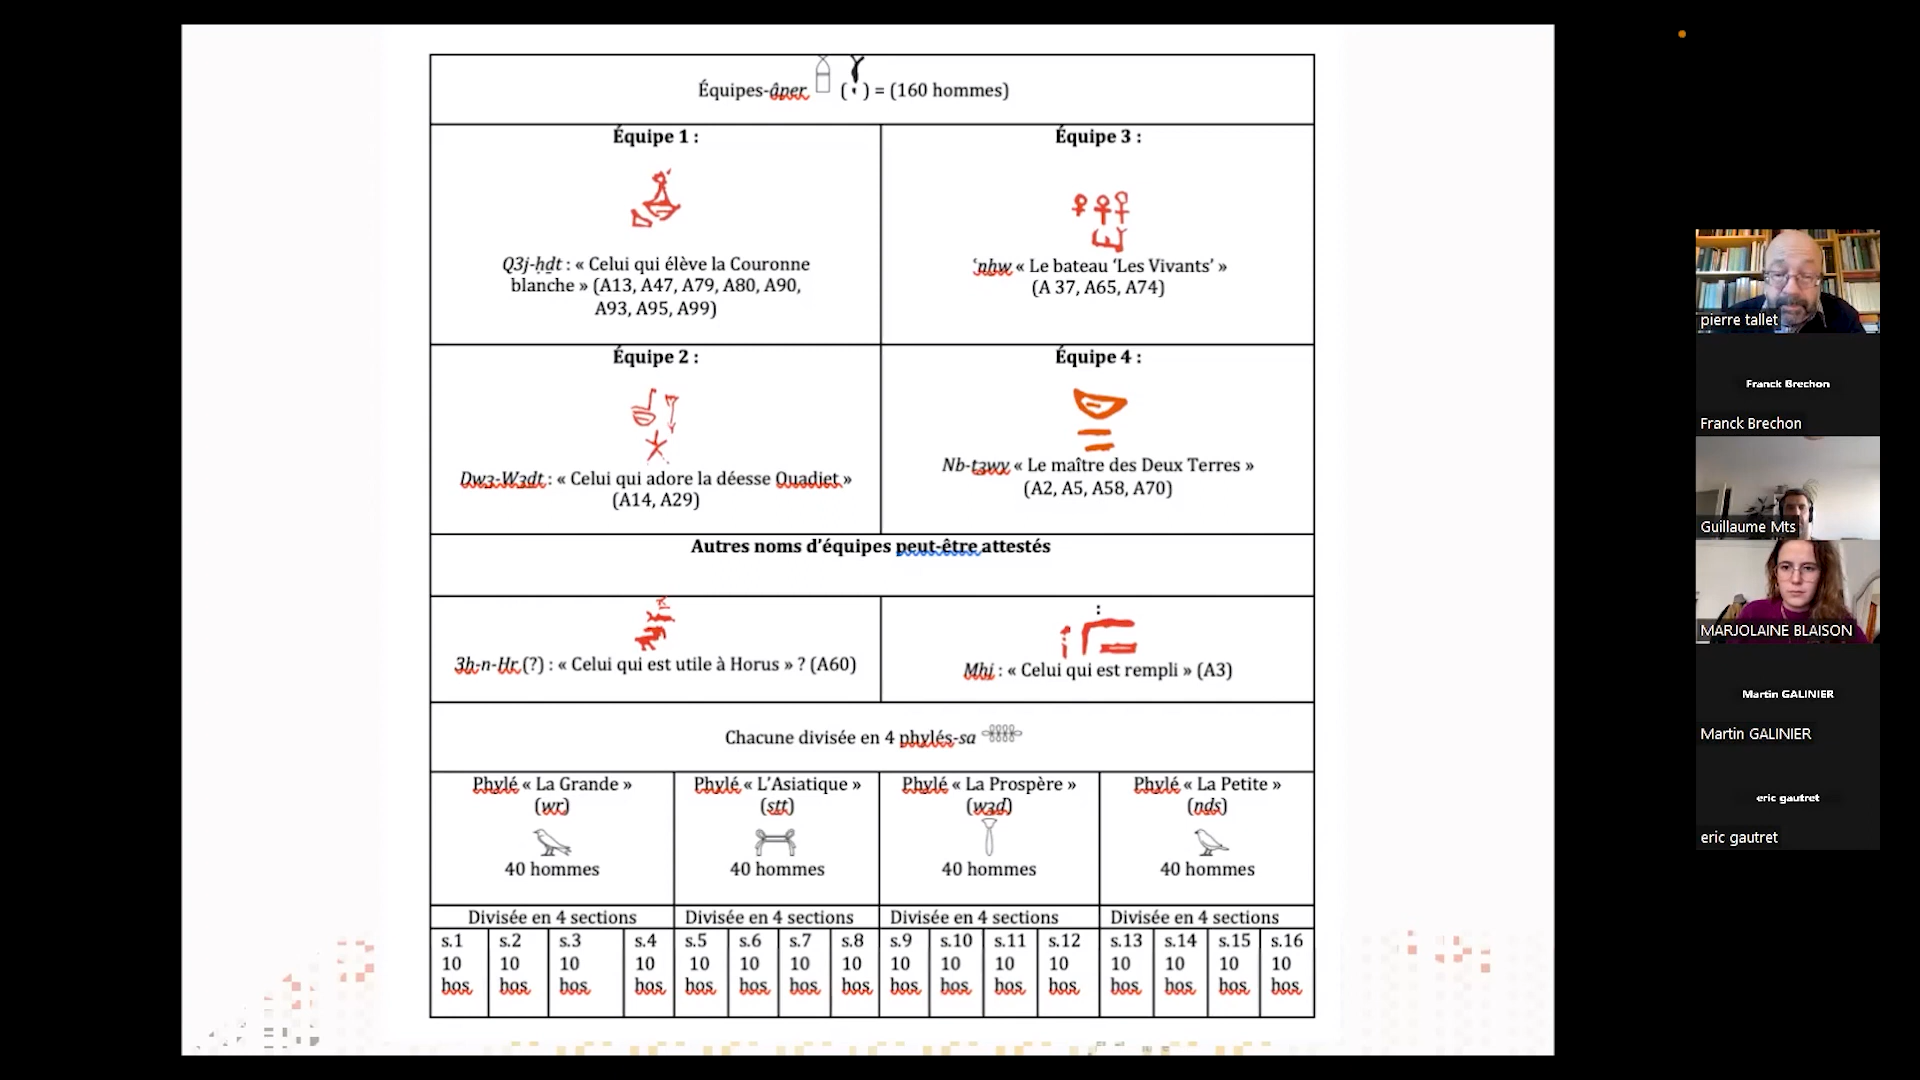 Équipes-âper ( ) = (160 hommes)
Équipe 1 :
Q3j-ḥḏt : « Celui qui élève la Couronne
blanche » (A13, A47, A79, A80, A90,
A93, A95, A99)
Équipe 3 :
ʿnhw « Le bateau ‘Les Vivants’ »
(A 37, A65, A74)
Équipe 2 :
Dwȝ-Wȝdt : « Celui qui adore la déesse Ouadjet »
(A14, A29)
Équipe 4 :
Nb-tȝwy « Le maître des Deux Terres »
(A2, A5, A58, A70)
Autres noms d’équipes peut-être attestés
3h-n-Hr (?) : « Celui qui est utile à Horus » ? (A60)
:
Mhj : « Celui qui est rempli » (A3)
Chacune divisée en 4 phylés-sa
Phylé « La Grande »
(wr)
40 hommes
Phylé « L’Asiatique »
(stt)
40 hommes
Phylé « La Prospère »
(wȝd)
40 hommes
Phylé « La Petite »
(nds)
40 hommes
Divisée en 4 sections
Divisée en 4 sections
Divisée en 4 sections
Divisée en 4 sections
s.1 s.2 s.3 s.4 s.5 s.6 s.7 s.8 s.9 s.10 s.11 s.12 s.13 s.14 s.15 s.16
10 10 10 10 10 10 10 10 10 10 10 10 10 10 10 10
hos. hos. hos. hos. hos. hos. hos. hos. hos. hos. hos. hos. hos. hos. hos. hos.
pierre tallet
Franck Brechon
Franck Brechon
Guillaume Mts
MARJOLAINE BLAISON
Martin GALINIER
Martin GALINIER
eric gautret
eric gautret